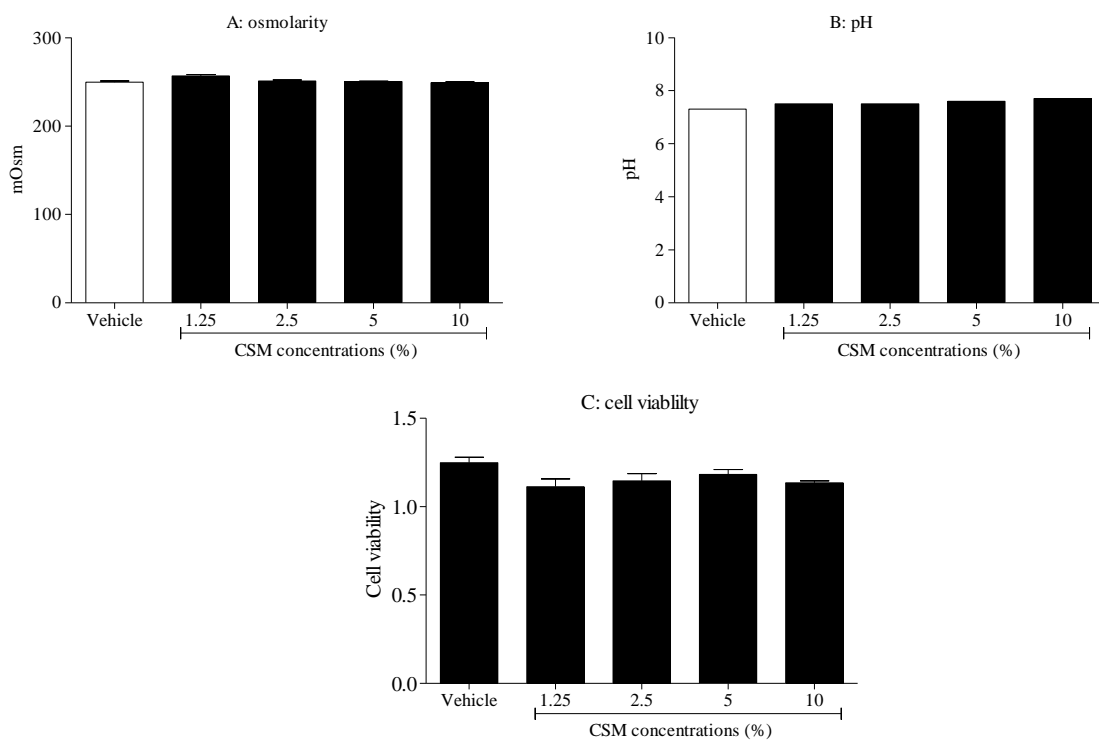 A: osmolarity
300
200
100
0
mOsm
Vehicle 1.25 2.5 5 10
CSM concentrations (%)
B: pH
10
8
6
4
2
0
pH
Vehicle 1.25 2.5 5 10
CSM concentrations (%)
C: cell viablilty
1.5
1.0
0.5
0.0
Cell viability
Vehicle 1.25 2.5 5 10
CSM concentrations (%)